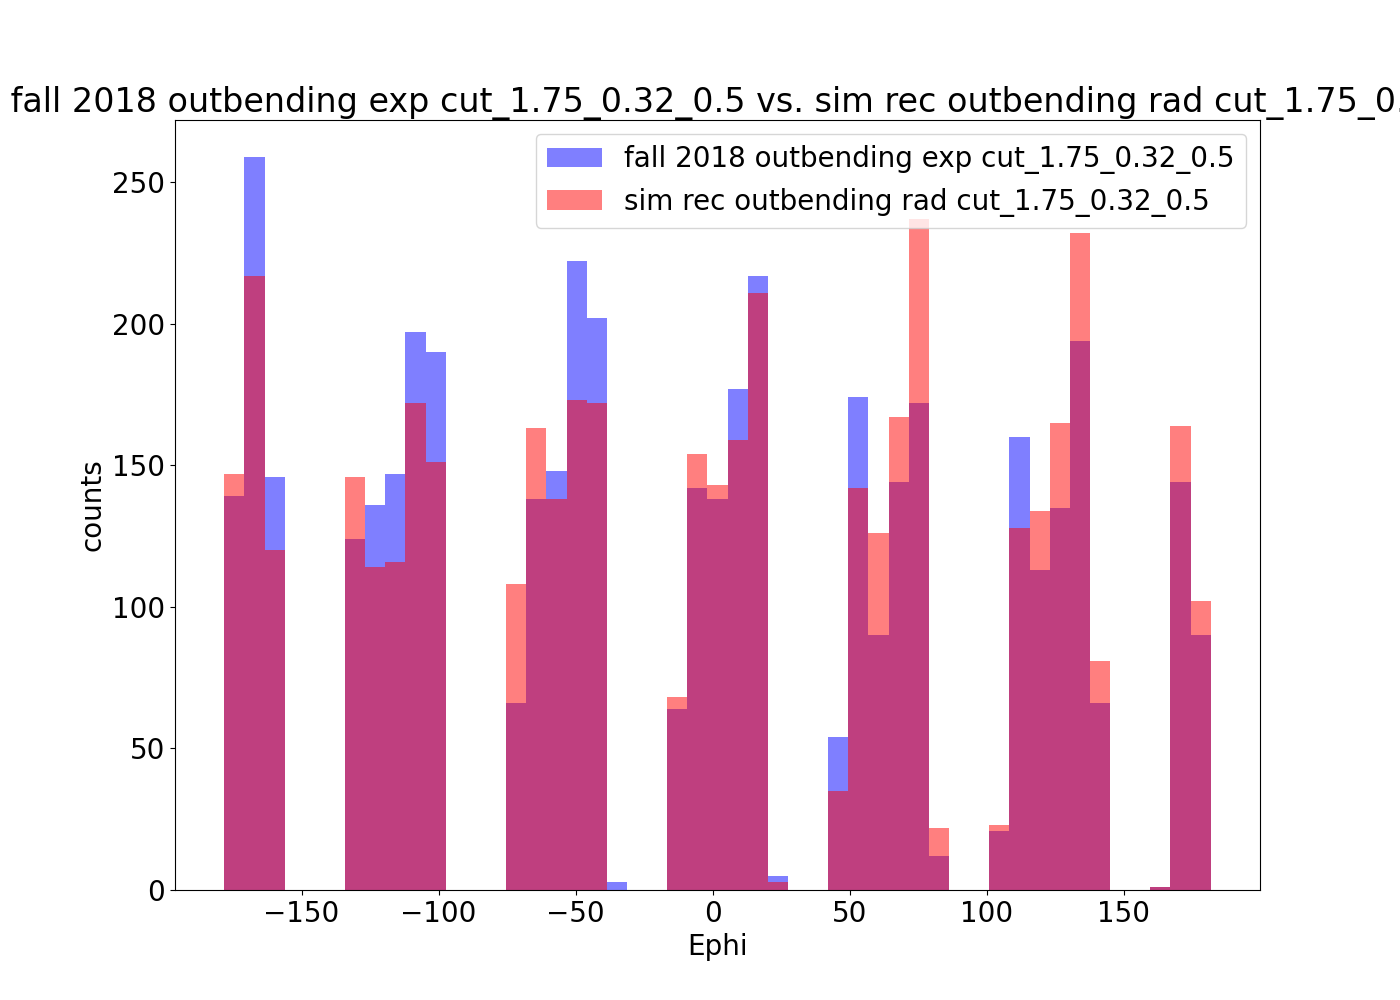 fall 2018 outbending exp cut_1.75_0.32_0.5 vs. sim rec outbending rad cut_1.75_0.
fall 2018 outbending exp cut_1.75_0.32_0.5
sim rec outbending rad cut_1.75_0.32_0.5
250
200
150
100
50
0
counts
−150
−100
−50
0
50
100
150
Ephi